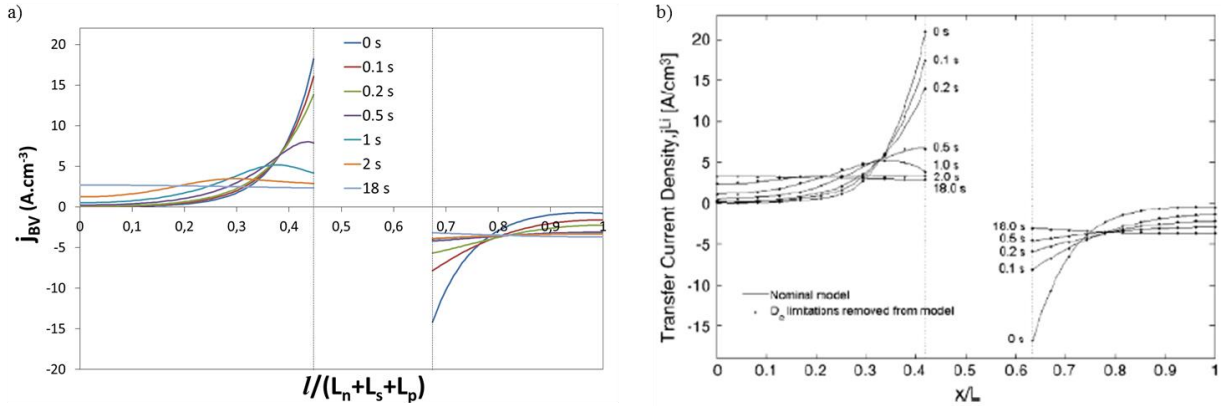 a)
j_BV (A.cm-3)
20
15
10
5
0
-5
-10
-15
-20
0
0,1
0,2
0,3
0,4
0,5
0,6
0,7
0,8
0,9
1
0 s
0.1 s
0.2 s
0.5 s
1 s
2 s
18 s
l/(Ln+Ls+Lp)
b)
Transfer Current Density, jLi [A/cm3]
20
15
10
5
0
-5
-10
-15
0 s
0.1 s
0.2 s
0.5 s
1.0 s
2.0 s
18.0 s
18.0 s
0.5 s
0.2 s
0.1 s
0 s
Nominal model
De limitations removed from model
0
0.1
0.2
0.3
0.4
0.5
0.6
0.7
0.8
0.9
1
x/L